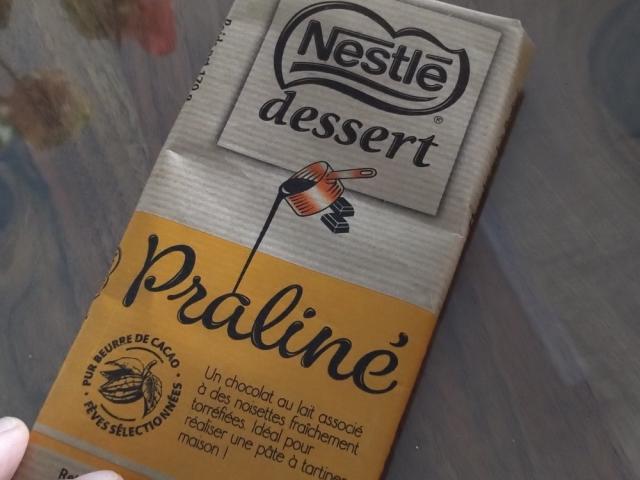 Nestlé
dessert
Praliné
PUR BEURRE DE CACAO
FÈVES SÉLECTIONNÉES
Un chocolat au lait associé
à des noisettes fraîchement
torréfiées. Idéal pour
réaliser une pâte à tartiner
maison !